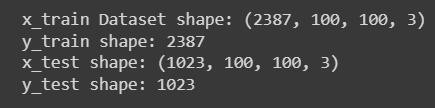 x_train Dataset shape: (2387, 100, 100, 3)
y_train shape: 2387
x_test shape: (1023, 100, 100, 3)
y_test shape: 1023